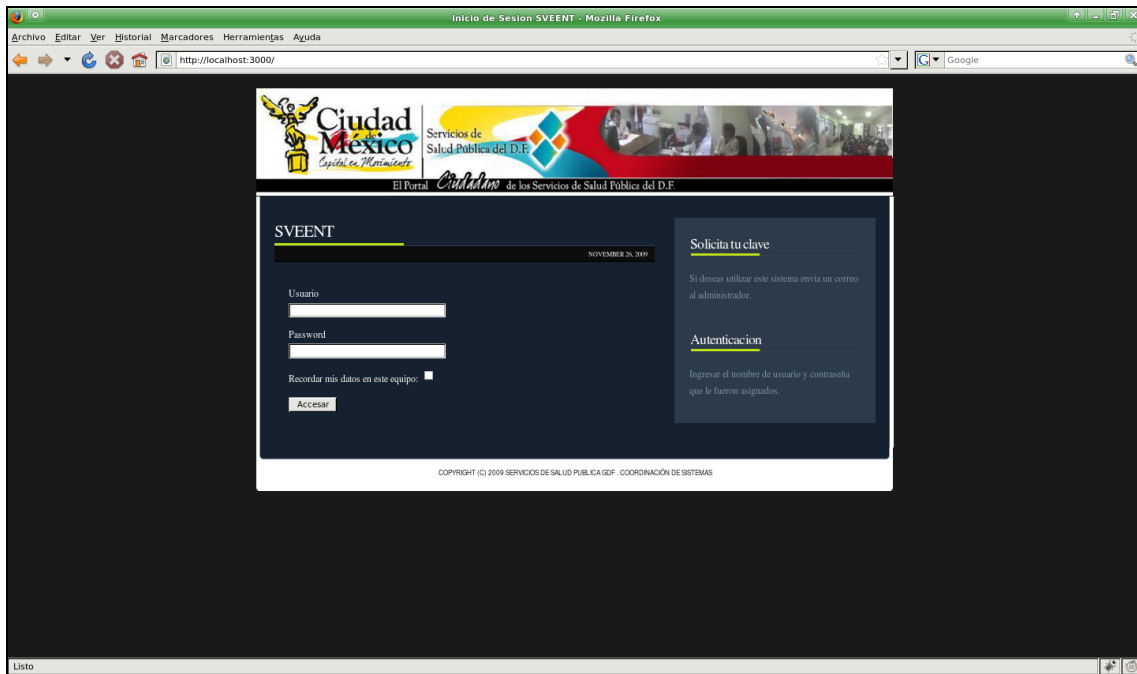 Inicio de Sesion SVEENT - Mozilla Firefox
Archivo Editar Ver Historial Marcadores Herramientas Ayuda
http://localhost:3000/
G Google
Ciudad
de
México
Capital en Movimiento
Servicios de
Salud Pública del D.F.
El Portal Ciudadano de los Servicios de Salud Pública del D.F.
SVEENT
NOVEMBER 26, 2009
Usuario
Password
Recordar mis datos en este equipo:
Accesar
Solicita tu clave
Si deseas utilizar este sistema envia un correo
al administrador.
Autenticacion
Ingresar el nombre de usuario y contraseña
que le fueron asignados.
COPYRIGHT (C) 2009 SERVICIOS DE SALUD PUBLICA GDF . COORDINACIÓN DE SISTEMAS
Listo